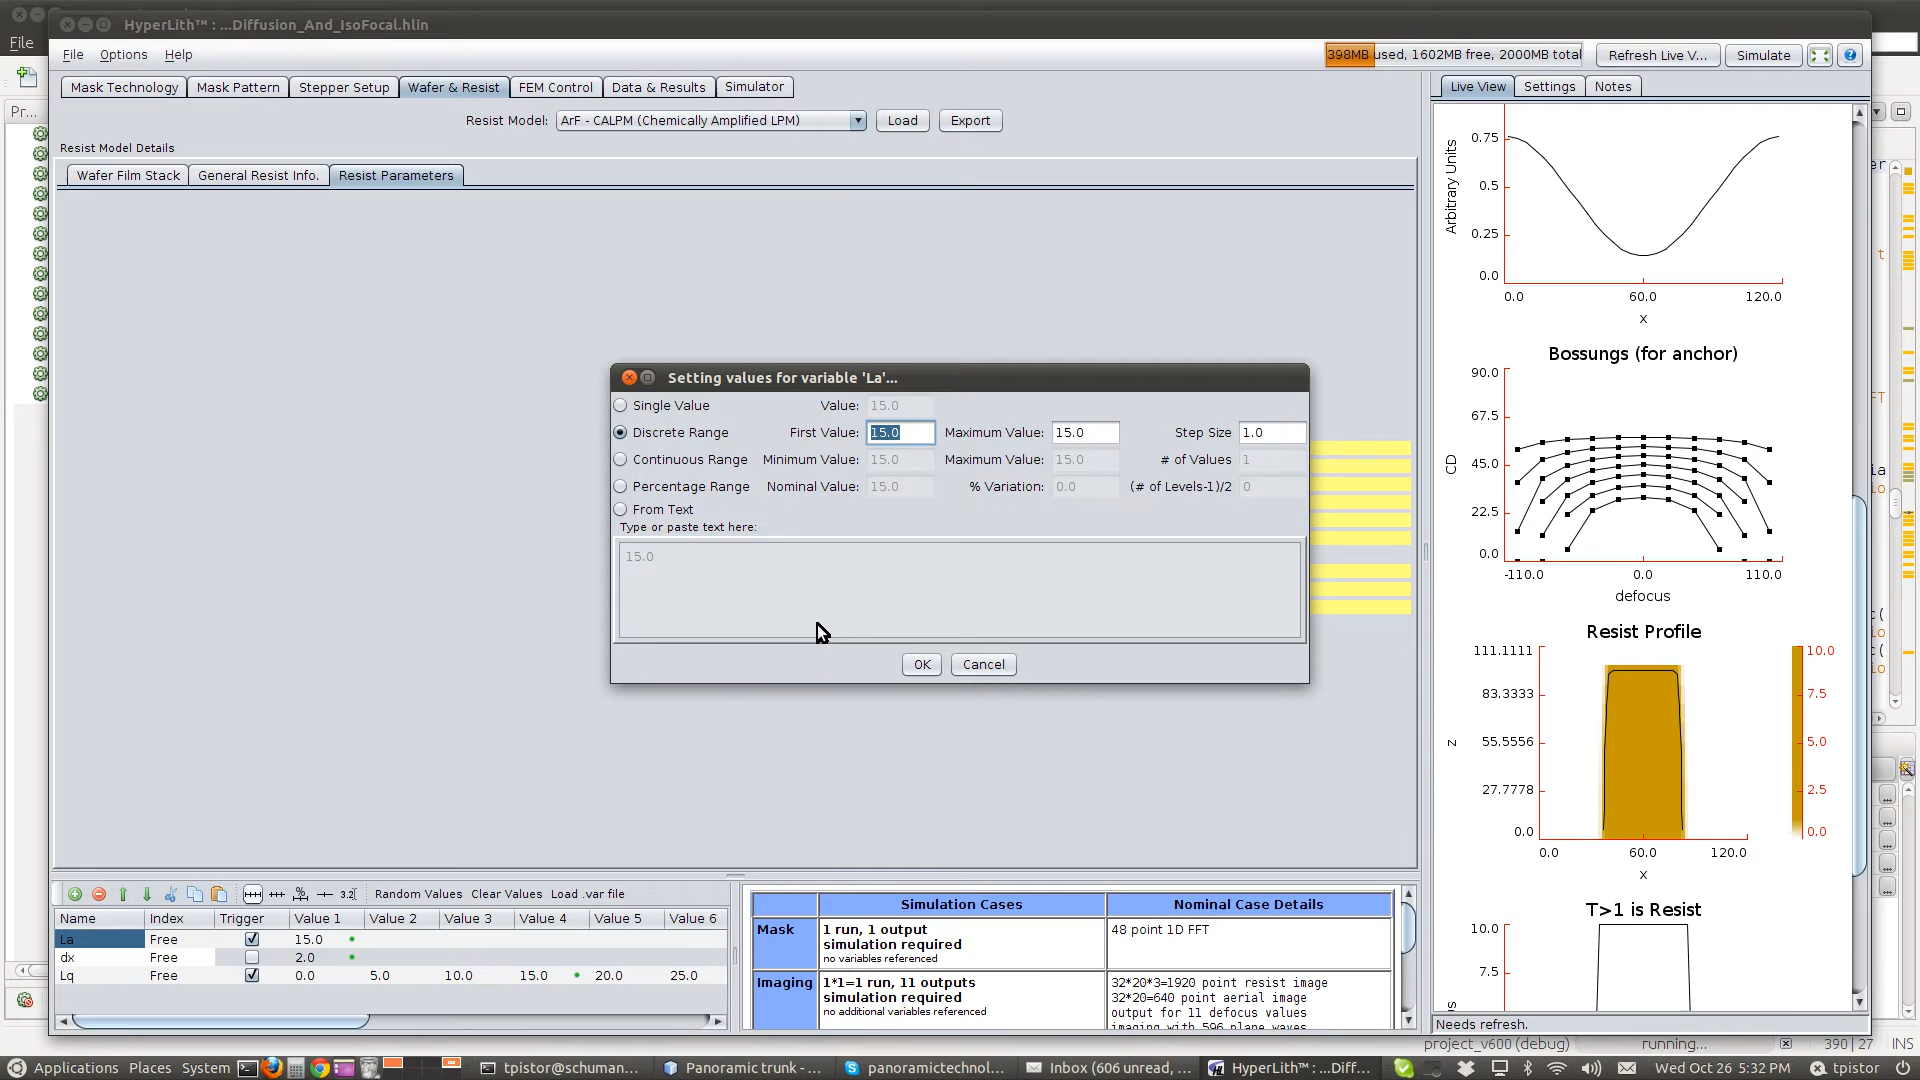 HyperLith™ : ...Diffusion_And_IsoFocal.hlin
File
File Options Help
398MB used, 1602MB free, 2000MB total
Refresh Live V... Simulate
Mask Technology Mask Pattern Stepper Setup Wafer & Resist FEM Control Data & Results Simulator
Live View Settings Notes
Pr...
Resist Model: ArF - CALPM (Chemically Amplified LPM) Load Export
Resist Model Details
Wafer Film Stack General Resist Info. Resist Parameters
Setting values for variable 'La'...
Single Value Value: 15.0
Discrete Range First Value: 15.0 Maximum Value: 15.0 Step Size 1.0
Continuous Range Minimum Value: 15.0 Maximum Value: 15.0 # of Values 1
Percentage Range Nominal Value: 15.0 % Variation: 0.0 (# of Levels-1)/2 0
From Text
Type or paste text here:
15.0
OK Cancel
Arbitrary Units
0.75
0.5
0.25
0.0
0.0 60.0 120.0
x
Bossungs (for anchor)
CD
90.0
67.5
45.0
22.5
0.0
-110.0 0.0 110.0
defocus
Resist Profile
z
111.1111
83.3333
55.5556
27.7778
0.0
10.0
7.5
5.0
2.5
0.0
0.0 60.0 120.0
x
T>1 is Resist
10.0
7.5
Needs refresh.
Random Values Clear Values Load .var file
Name Index Trigger Value 1 Value 2 Value 3 Value 4 Value 5 Value 6
La Free 15.0
dx Free 2.0
Lq Free 0.0 5.0 10.0 15.0 20.0 25.0
Simulation Cases Nominal Case Details
Mask 1 run, 1 output 48 point 1D FFT
simulation required
no variables referenced
Imaging 1*1=1 run, 11 outputs 32*20*3=1920 point resist image
simulation required 32*20=640 point aerial image
no additional variables referenced output for 11 defocus values
imaging with 596 plane waves
project_v600 (debug) running... 390 | 27 INS
Applications Places System tpistor@schuman... Panoramic trunk - ... panoramictechnol... Inbox (606 unread, ... HyperLith™ : ...Diff... Wed Oct 26 5:32 PM tpistor